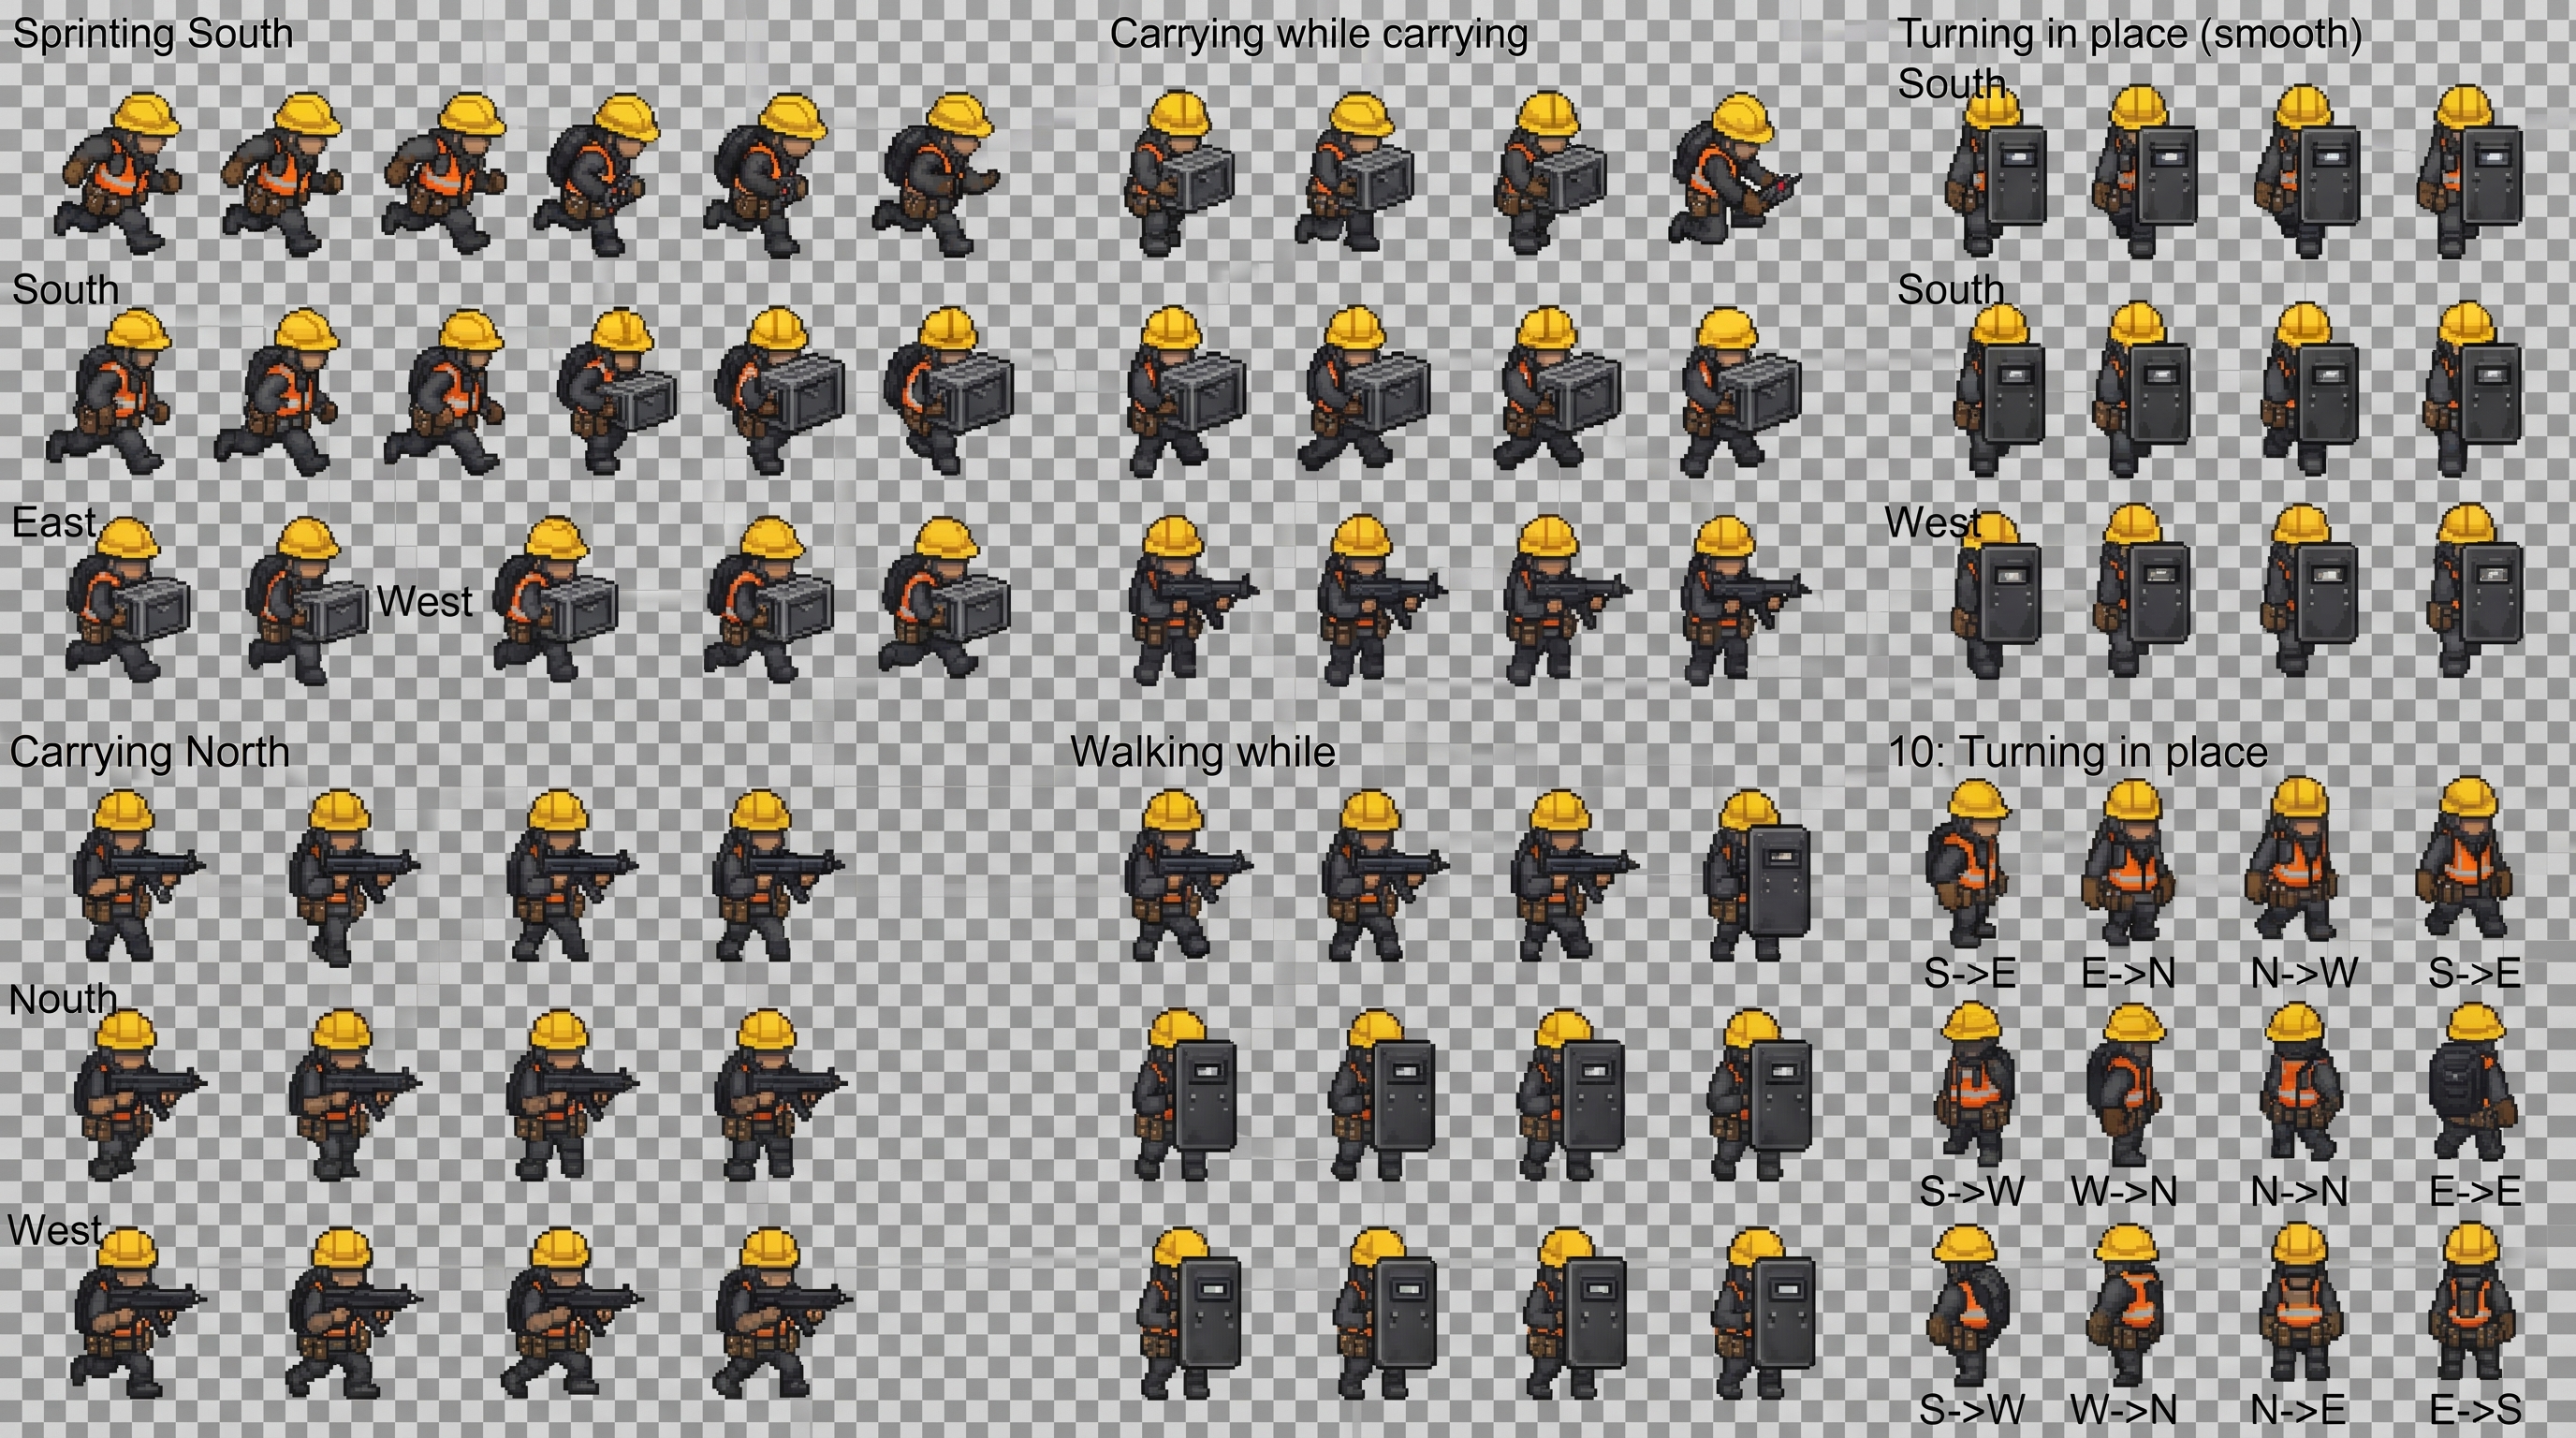 Sprinting South
Carrying while carrying
Turning in place (smooth)
South
South
South
East
West
West
Carrying North
Walking while
10: Turning in place
S->E E->N N->W S->E
Nouth
S->W W->N N->N E->E
West
S->W W->N N->E E->S